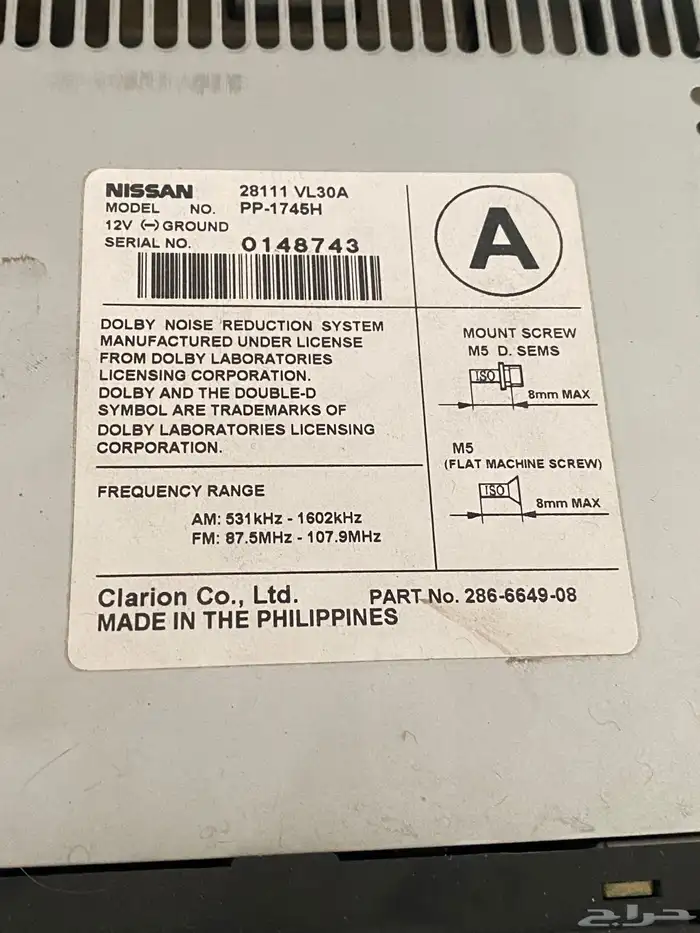 NISSAN 28111 VL30A
MODEL NO. PP-1745H
12V (−) GROUND
SERIAL NO. 0148743
A
DOLBY NOISE REDUCTION SYSTEM
MANUFACTURED UNDER LICENSE
FROM DOLBY LABORATORIES
LICENSING CORPORATION.
DOLBY AND THE DOUBLE-D
SYMBOL ARE TRADEMARKS OF
DOLBY LABORATORIES LICENSING
CORPORATION.
MOUNT SCREW
M5 D. SEMS
ISO
8mm MAX
M5
(FLAT MACHINE SCREW)
ISO
8mm MAX
FREQUENCY RANGE
AM: 531kHz - 1602kHz
FM: 87.5MHz - 107.9MHz
Clarion Co., Ltd. PART No. 286-6649-08
MADE IN THE PHILIPPINES
حراج